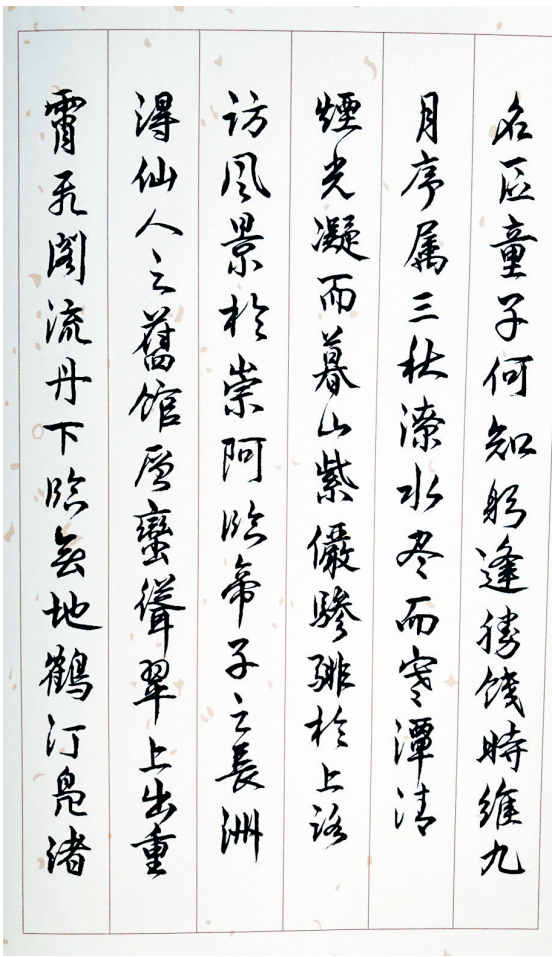 名区童子何知躬逢勝餞時維九
月序属三秋潦水尽而寒潭清
煙光凝而暮山紫儼驂騑於上路
訪風景於崇阿臨帝子之長洲
得仙人之舊館層巒聳翠上出重
霄飛閣流丹下臨無地鶴汀鳧渚